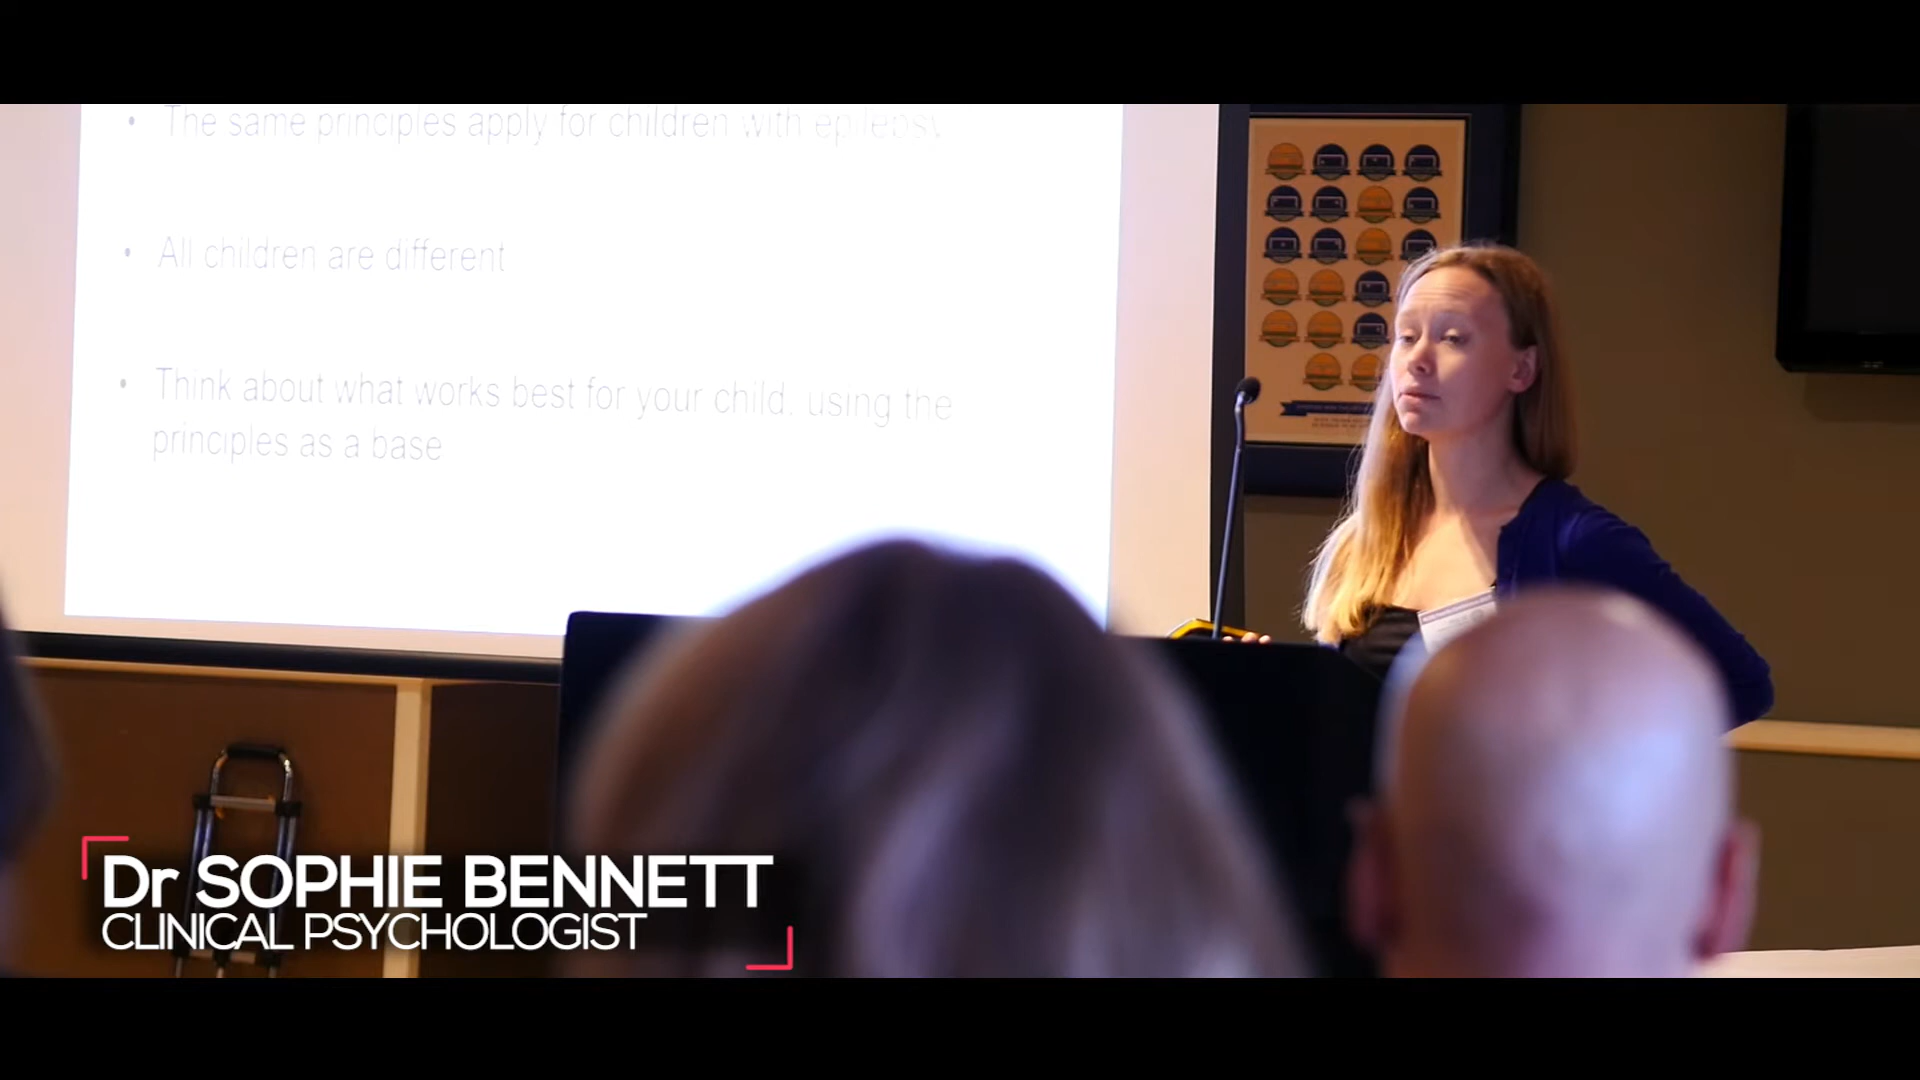 • The same principles apply for children with epilepsy
• All children are different
• Think about what works best for your child, using the
principles as a base
Dr SOPHIE BENNETT
CLINICAL PSYCHOLOGIST